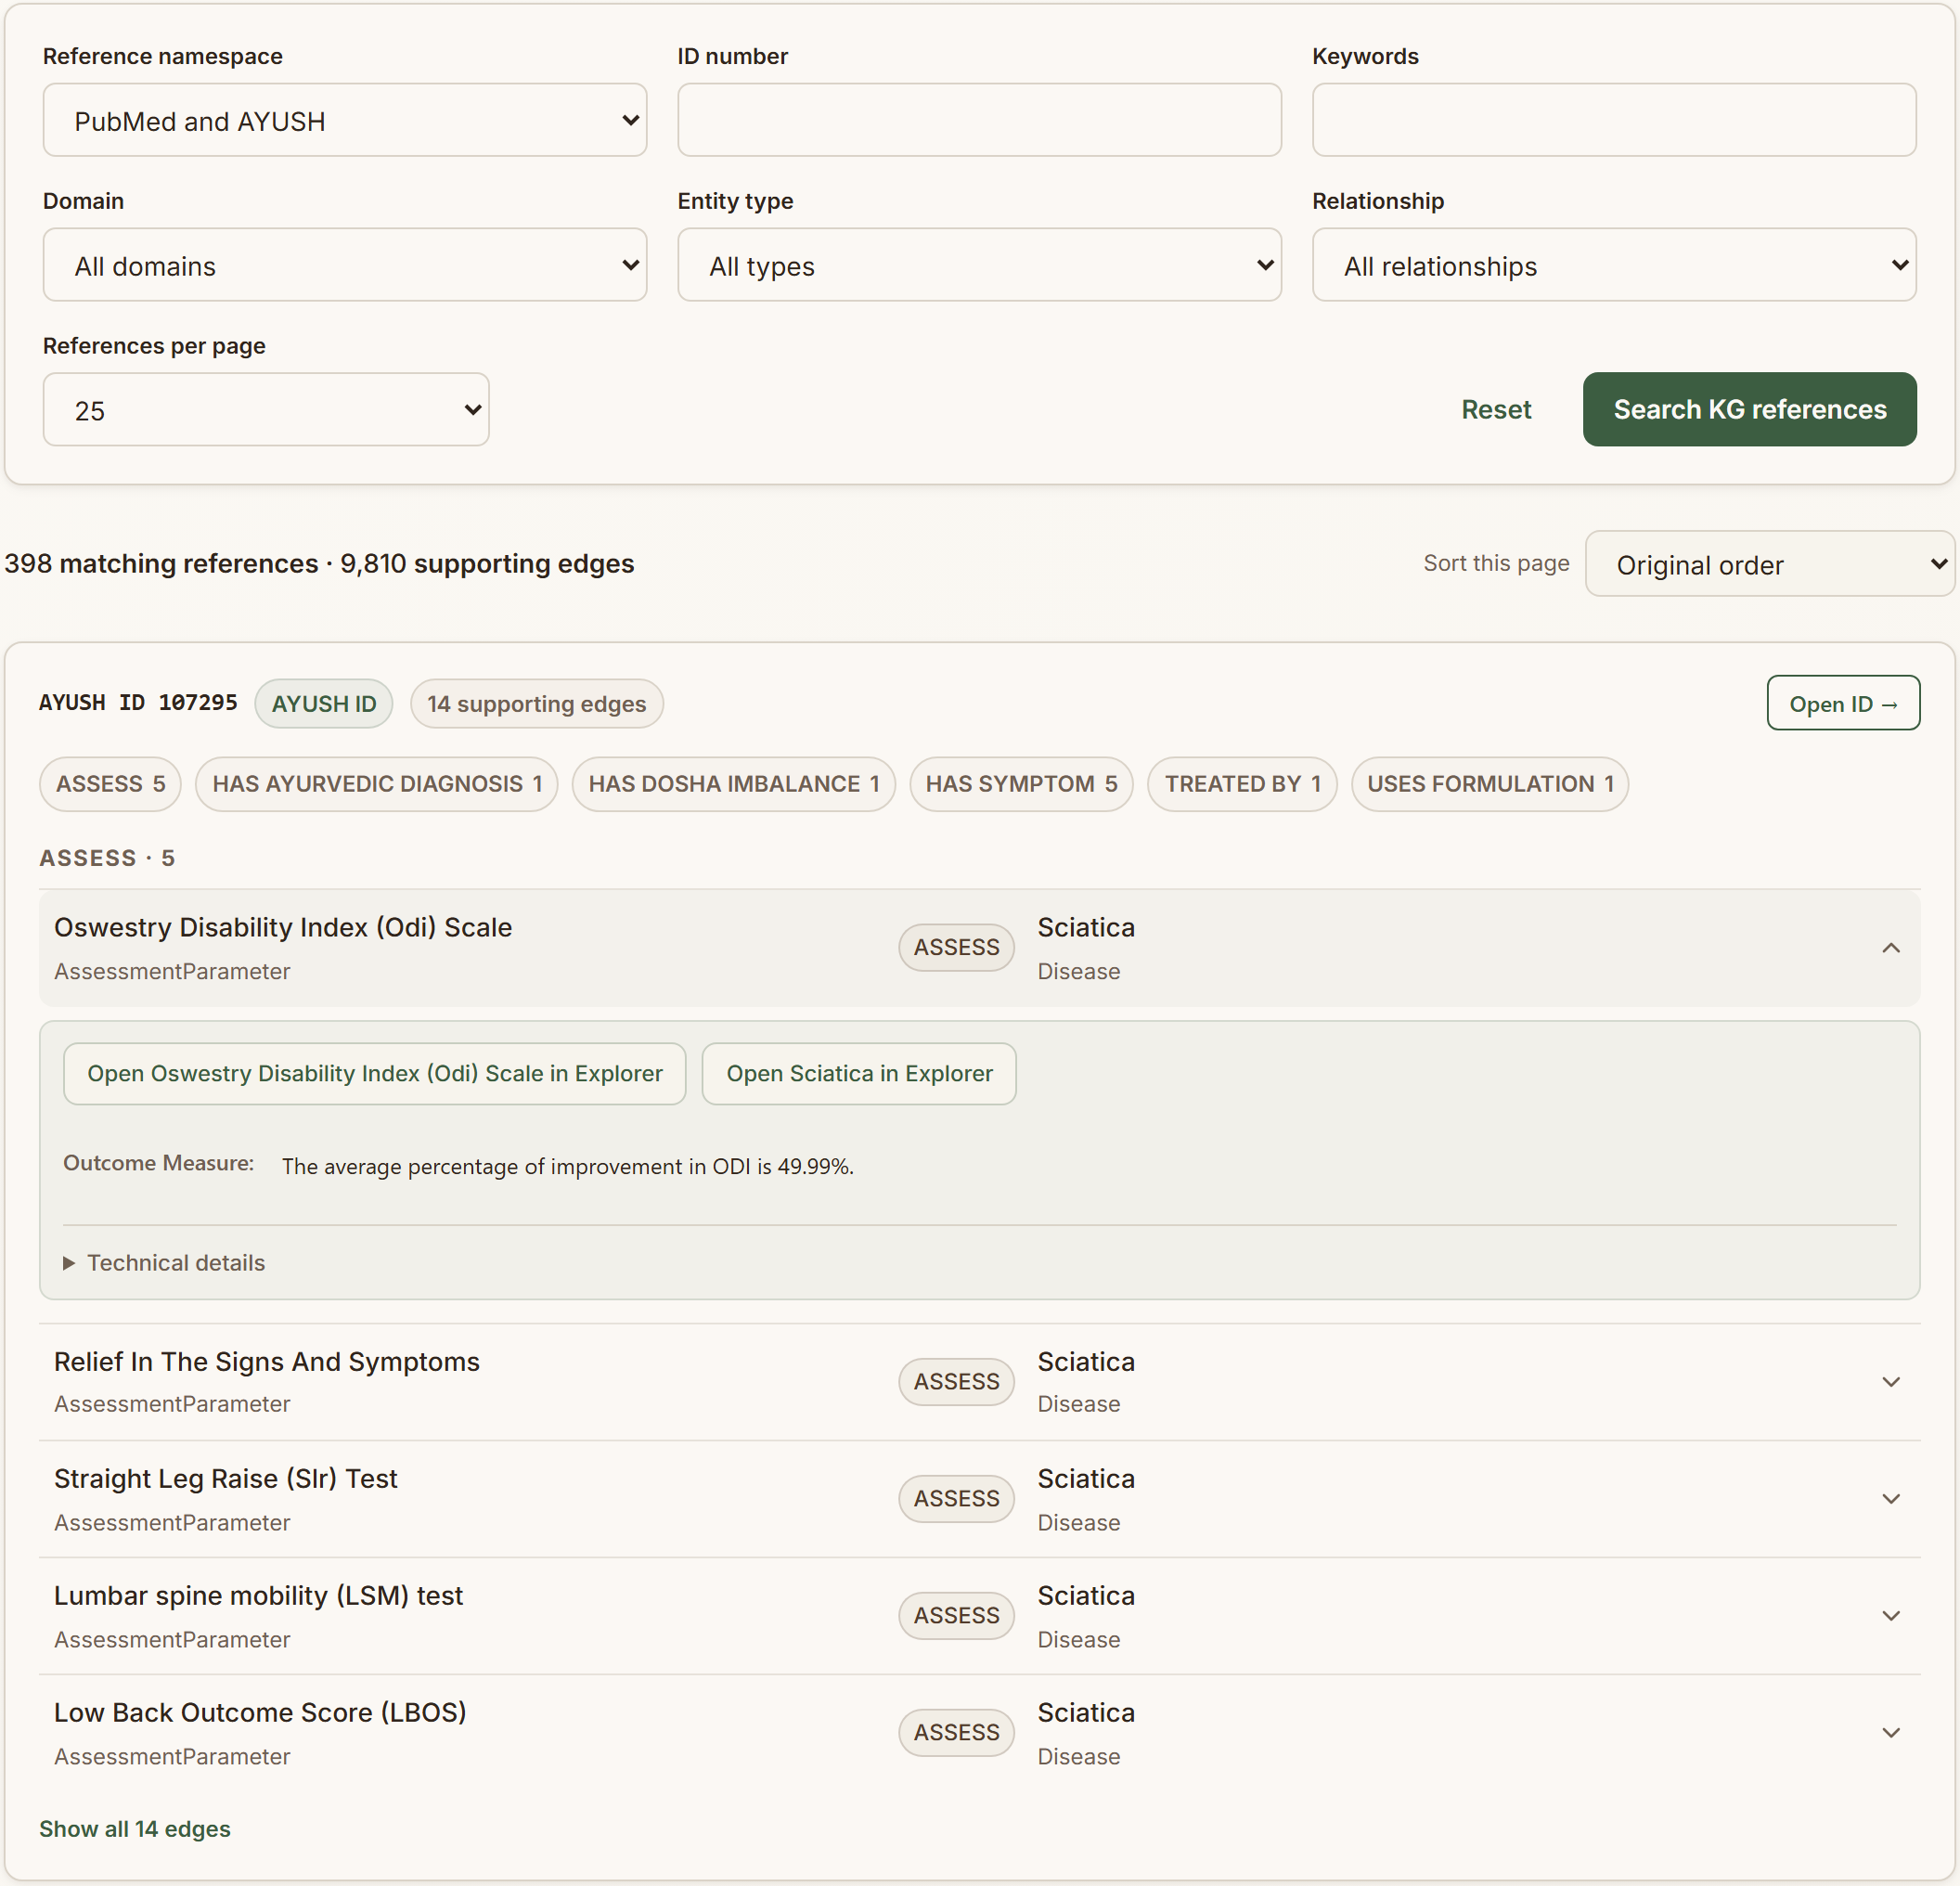 Reference namespace
ID number
Keywords
PubMed and AYUSH
Domain
Entity type
Relationship
All domains
All types
All relationships
References per page
25
Reset
Search KG references
398 matching references · 9,810 supporting edges
Sort this page
Original order
AYUSH ID 107295
AYUSH ID
14 supporting edges
Open ID →
ASSESS 5
HAS AYURVEDIC DIAGNOSIS 1
HAS DOSHA IMBALANCE 1
HAS SYMPTOM 5
TREATED BY 1
USES FORMULATION 1
ASSESS · 5
Oswestry Disability Index (Odi) Scale
AssessmentParameter
ASSESS
Sciatica
Disease
Open Oswestry Disability Index (Odi) Scale in Explorer
Open Sciatica in Explorer
Outcome Measure: The average percentage of improvement in ODI is 49.99%.
Technical details
Relief In The Signs And Symptoms
AssessmentParameter
ASSESS
Sciatica
Disease
Straight Leg Raise (Slr) Test
AssessmentParameter
ASSESS
Sciatica
Disease
Lumbar spine mobility (LSM) test
AssessmentParameter
ASSESS
Sciatica
Disease
Low Back Outcome Score (LBOS)
AssessmentParameter
ASSESS
Sciatica
Disease
Show all 14 edges